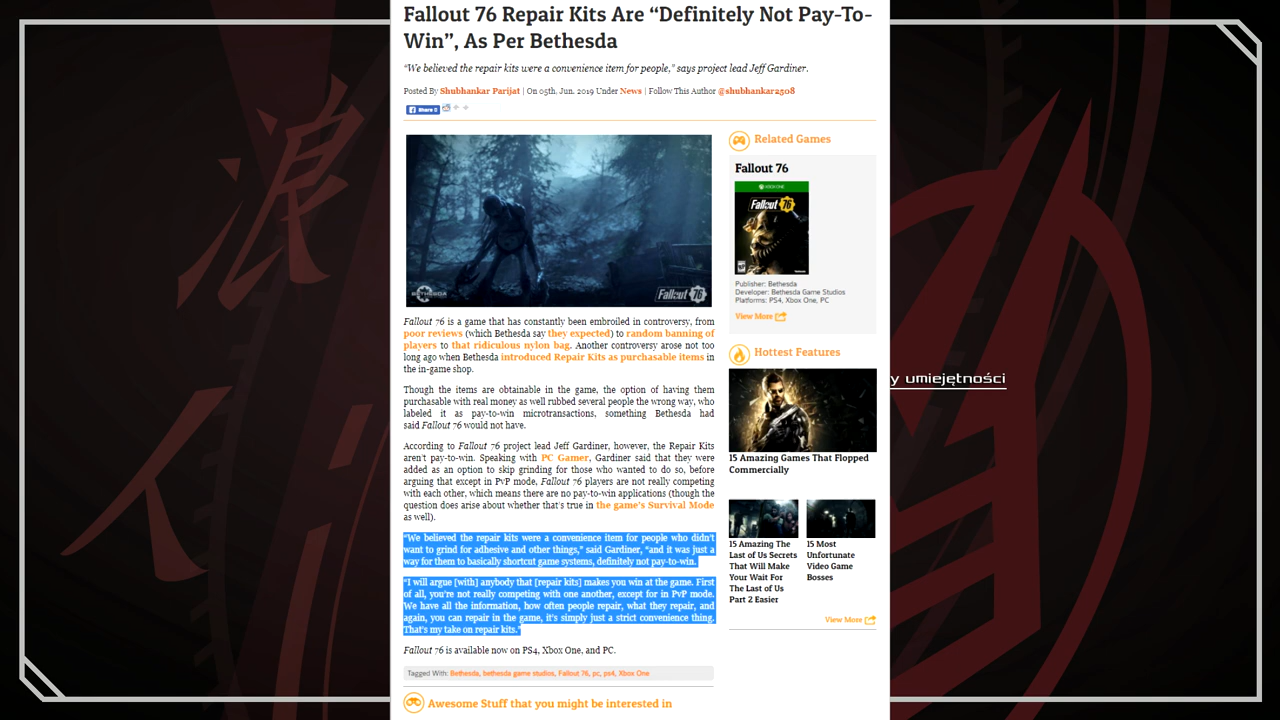 Fallout 76 Repair Kits Are “Definitely Not Pay-To-
Win”, As Per Bethesda
“We believed the repair kits were a convenience item for people,” says project lead Jeff Gardiner.
Posted By Shubhankar Parijat | On 05th. Jun. 2019 Under News | Follow This Author @shubhankar2508
Share 0
BETHESDA
Fallout 76
Fallout 76 is a game that has constantly been embroiled in controversy, from
poor reviews (which Bethesda say they expected) to random banning of
players to that ridiculous nylon bag. Another controversy arose not too
long ago when Bethesda introduced Repair Kits as purchasable items in
the in-game shop.
Though the items are obtainable in the game, the option of having them
purchasable with real money as well rubbed several people the wrong way, who
labeled it as pay-to-win microtransactions, something Bethesda had
said Fallout 76 would not have.
According to Fallout 76 project lead Jeff Gardiner, however, the Repair Kits
aren’t pay-to-win. Speaking with PC Gamer, Gardiner said that they were
added as an option to skip grinding for those who wanted to do so, before
arguing that except in PvP mode, Fallout 76 players are not really competing
with each other, which means there are no pay-to-win applications (though the
question does arise about whether that’s true in the game’s Survival Mode
as well).
“We believed the repair kits were a convenience item for people who didn’t
want to grind for adhesive and other things,” said Gardiner, “and it was just a
way for them to basically shortcut game systems, definitely not pay-to-win.
“I will argue [with] anybody that [repair kits] makes you win at the game. First
of all, you’re not really competing with one another, except for in PvP mode.
We have all the information, how often people repair, what they repair, and
again, you can repair in the game, it’s simply just a strict convenience thing.
That’s my take on repair kits.”
Fallout 76 is available now on PS4, Xbox One, and PC.
Tagged With: Bethesda, bethesda game studios, Fallout 76, pc, ps4, Xbox One
Awesome Stuff that you might be interested in
Related Games
Fallout 76
XBOX ONE
Fallout 76
Publisher: Bethesda
Developer: Bethesda Game Studios
Platforms: PS4, Xbox One, PC
View More
Hottest Features
15 Amazing Games That Flopped
Commercially
15 Amazing The
Last of Us Secrets
That Will Make
Your Wait For
The Last of Us
Part 2 Easier
15 Most
Unfortunate
Video Game
Bosses
View More
y umiejętności